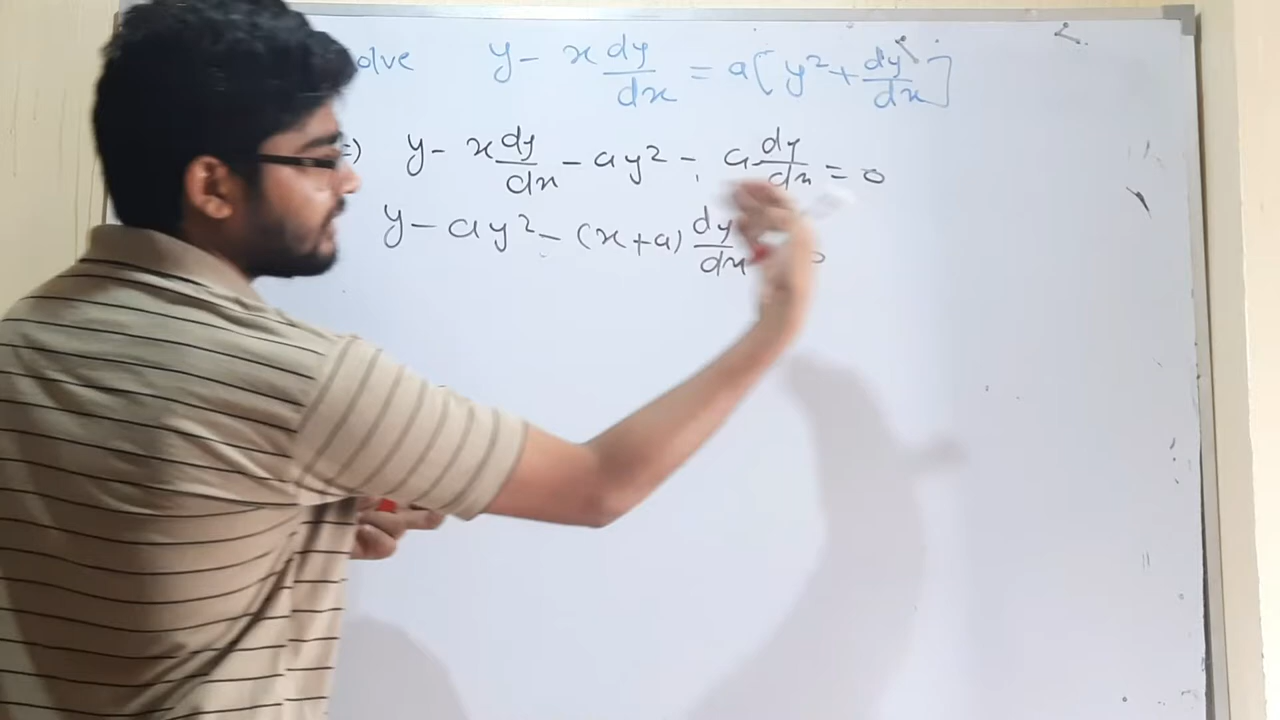 olve y - x dy/dx = a[y² + dy/dx]
⇒) y - x dy/dx - ay² - a dy/dx = 0
y - ay² - (x+a) dy/dx